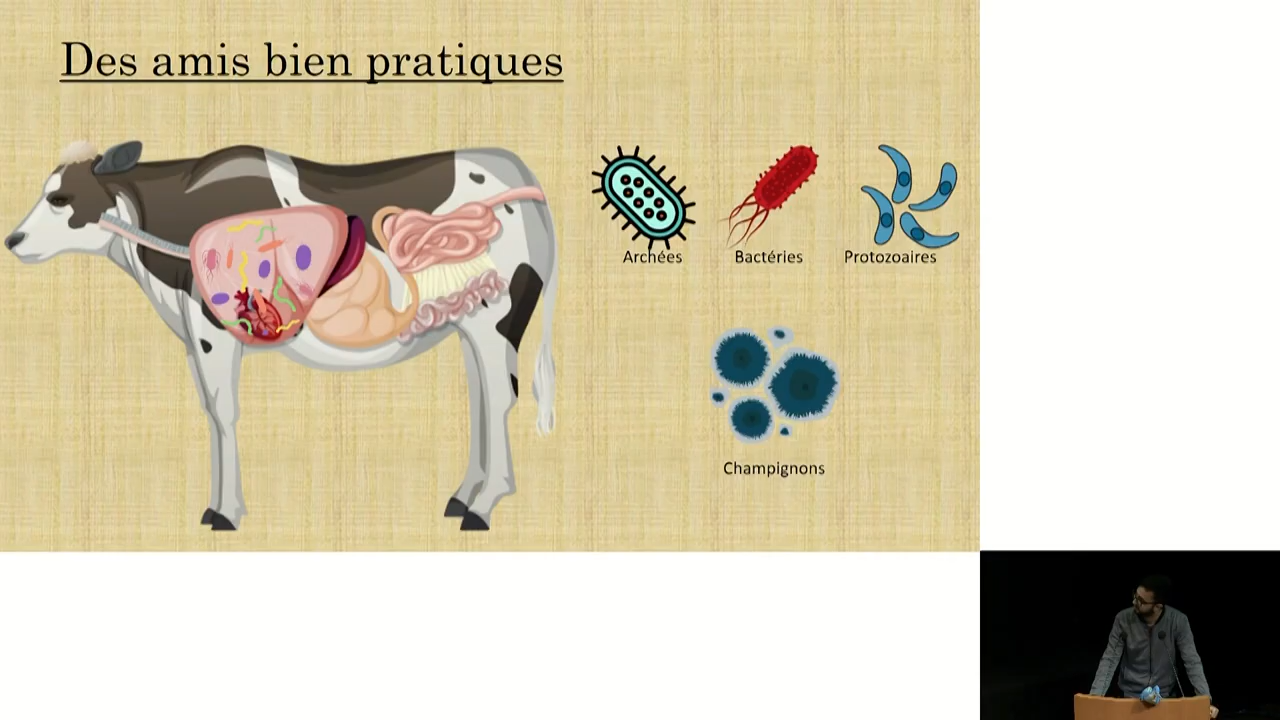 Des amis bien pratiques
Archées
Bactéries
Protozoaires
Champignons